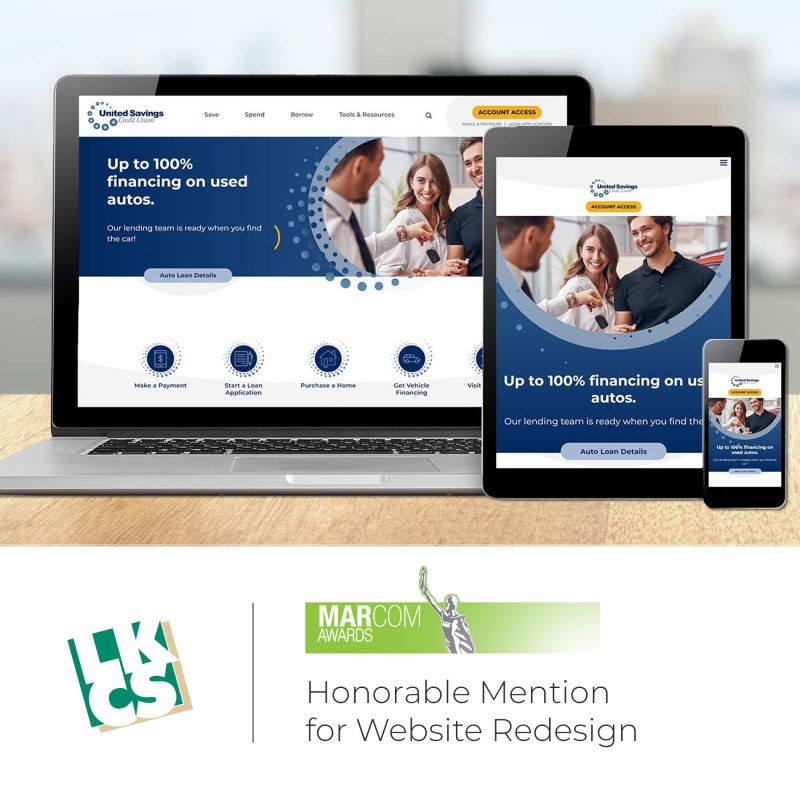 United Savings
Credit Union
Save
Spend
Borrow
Tools & Resources
ACCOUNT ACCESS
MAKE A PAYMENT | LOAN APPLICATION
Up to 100%
financing on used
autos.
Our lending team is ready when you find
the car!
Auto Loan Details
Make a Payment
Start a Loan
Application
Purchase a Home
Get Vehicle
Financing
Visit
United Savings
Credit Union
ACCOUNT ACCESS
Up to 100% financing on us
autos.
Our lending team is ready when you find the
Auto Loan Details
United Savings
Credit Union
ACCOUNT ACCESS
Up to 100% financing on
used autos.
Our lending team is ready when you find the
car!
Auto Loan Details
LKCS
MARCOM
AWARDS
Honorable Mention
for Website Redesign